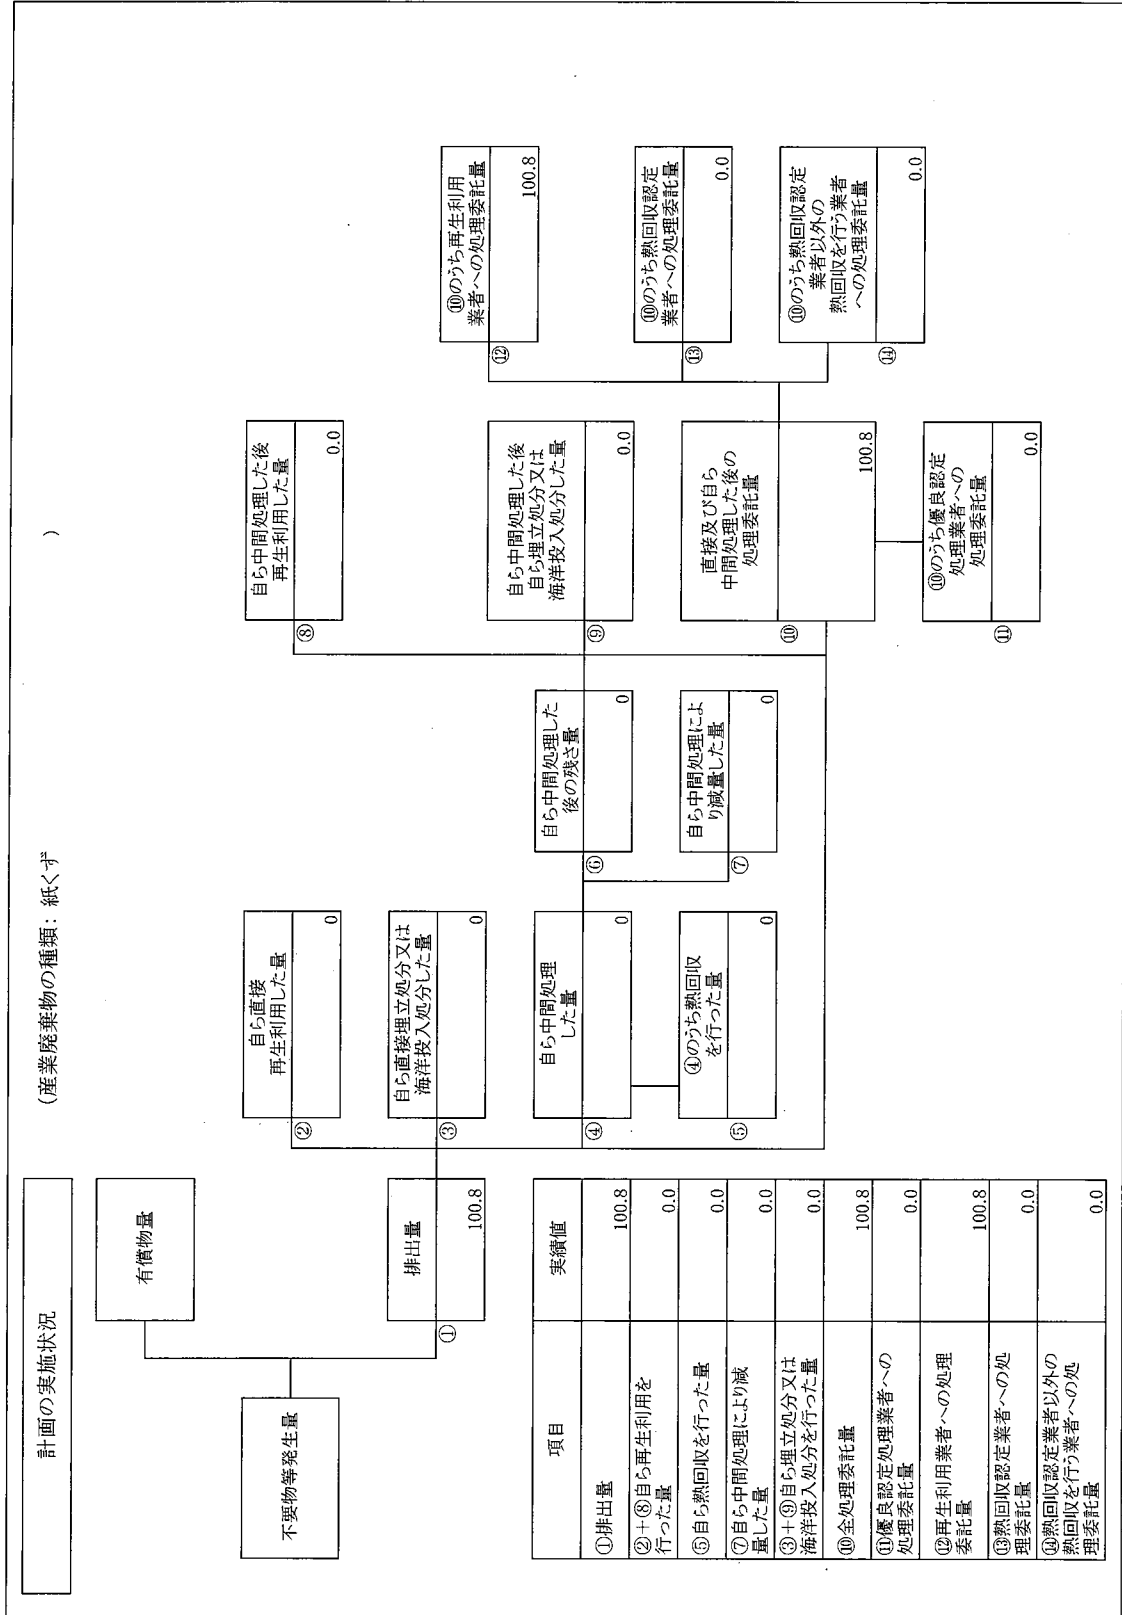 計画の実施状況
(産業廃棄物の種類: 紙くず
)
不要物等発生量
有償物量
①
排出量
100.8
②
自ら直接
再生利用した量
0
③
自ら直接埋立処分又は
海洋投入処分した量
0
④
自ら中間処理
した量
0
⑤
④のうち熱回収
を行った量
0
⑥
自ら中間処理した
後の残さ量
0
⑦
自ら中間処理によ
り減量した量
0
⑧
自ら中間処理した後
再生利用した量
0.0
⑨
自ら中間処理した後
自ら埋立処分又は
海洋投入処分した量
0.0
⑩
直接及び自ら
中間処理した後の
処理委託量
100.8
⑪
⑩のうち優良認定
処理業者への
処理委託量
0.0
⑫
⑩のうち再生利用
業者への処理委託量
100.8
⑬
⑩のうち熱回収認定
業者への処理委託量
0.0
⑭
⑩のうち熱回収認定
業者以外の
熱回収を行う業者
への処理委託量
0.0
項目
実績値
①排出量
100.8
②+⑧自ら再生利用を
行った量
0.0
⑤自ら熱回収を行った量
0.0
⑦自ら中間処理により減
量した量
0.0
③+⑨自ら埋立処分又は
海洋投入処分を行った量
0.0
⑩全処理委託量
100.8
⑪優良認定処理業者への
処理委託量
0.0
⑫再生利用業者への処理
委託量
100.8
⑬熱回収認定業者への処
理委託量
0.0
⑭熱回収認定業者以外の
熱回収を行う業者への処
理委託量
0.0